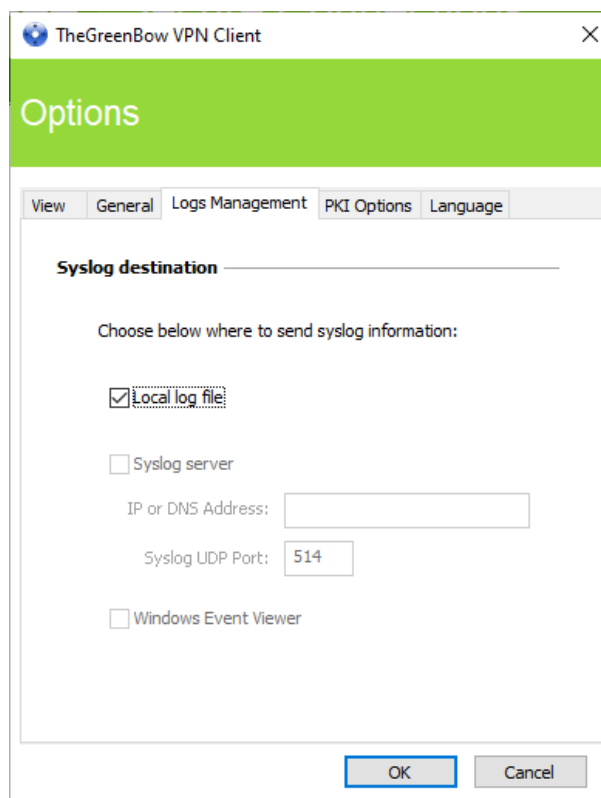 TheGreenBow VPN Client
Options
View General Logs Management PKI Options Language
Syslog destination
Choose below where to send syslog information:
Local log file
Syslog server
IP or DNS Address:
Syslog UDP Port: 514
Windows Event Viewer
OK Cancel